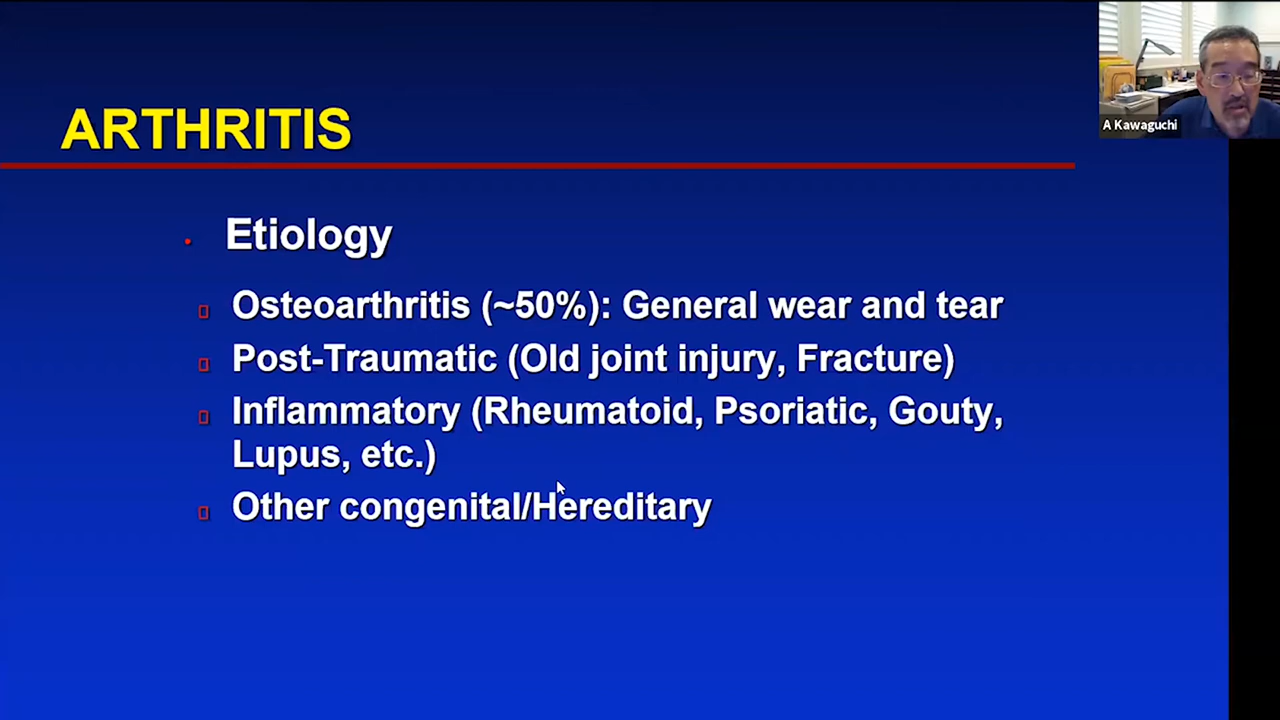 ARTHRITIS
A Kawaguchi
Etiology
Osteoarthritis (~50%): General wear and tear
Post-Traumatic (Old joint injury, Fracture)
Inflammatory (Rheumatoid, Psoriatic, Gouty,
Lupus, etc.)
Other congenital/Hereditary